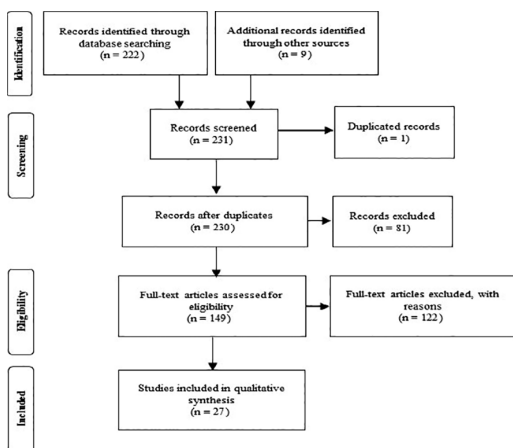 Identification
Records identified through
database searching
(n = 222)
Additional records identified
through other sources
(n = 9)
Screening
Records screened
(n = 231)
Duplicated records
(n = 1)
Records after duplicates
(n = 230)
Records excluded
(n = 81)
Eligibility
Full-text articles assessed for
eligibility
(n = 149)
Full-text articles excluded, with
reasons
(n = 122)
Included
Studies included in qualitative
synthesis
(n = 27)